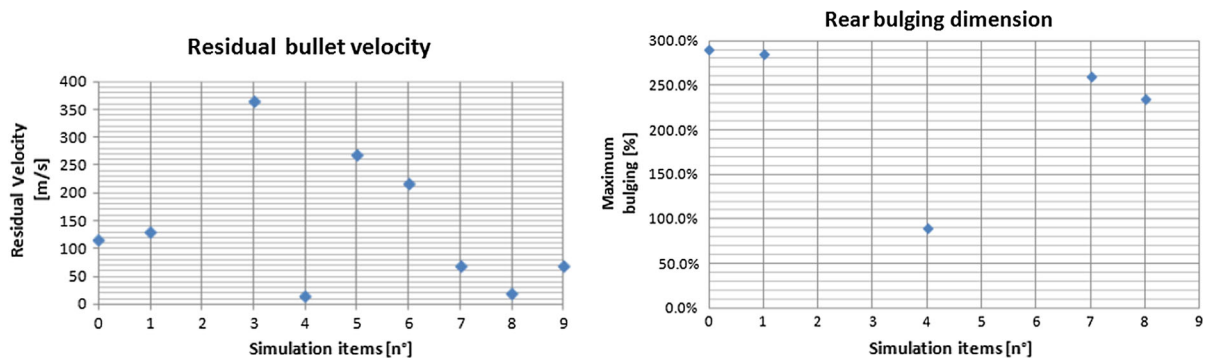 Residual bullet velocity
Residual Velocity
[m/s]
400
350
300
250
200
150
100
50
0
0 1 2 3 4 5 6 7 8 9
Simulation items [n°]
Rear bulging dimension
Maximum
bulging [%]
300.0%
250.0%
200.0%
150.0%
100.0%
50.0%
0.0%
0 1 2 3 4 5 6 7 8 9
Simulation items [n°]